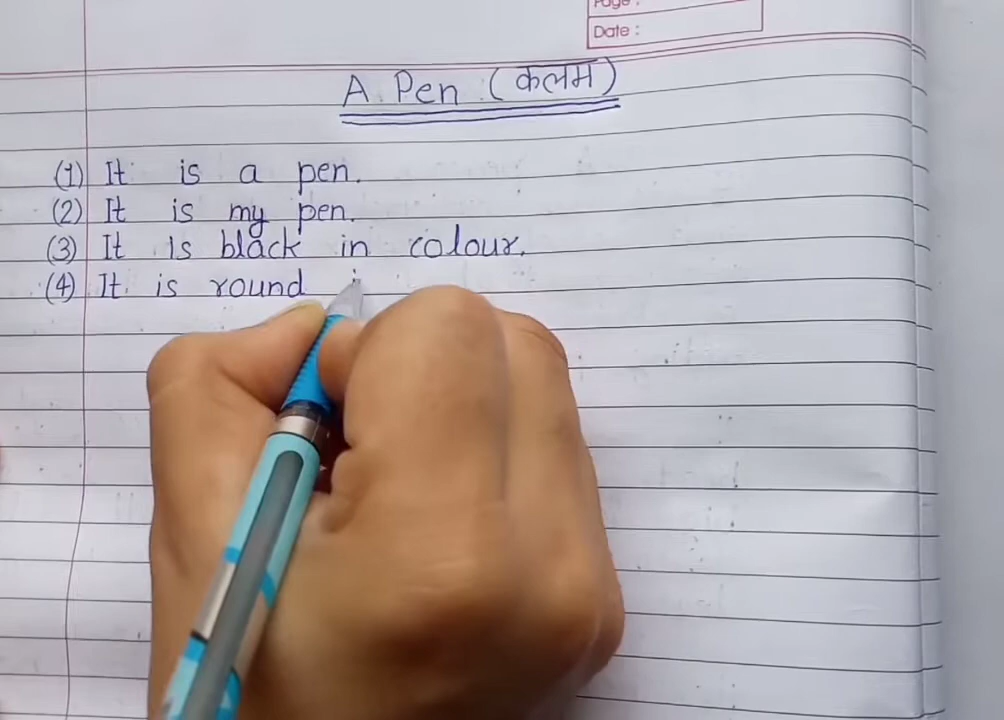 Page :
Date :
A Pen (कलम)
(1) It is a pen.
(2) It is my pen.
(3) It is black in colour.
(4) It is round i